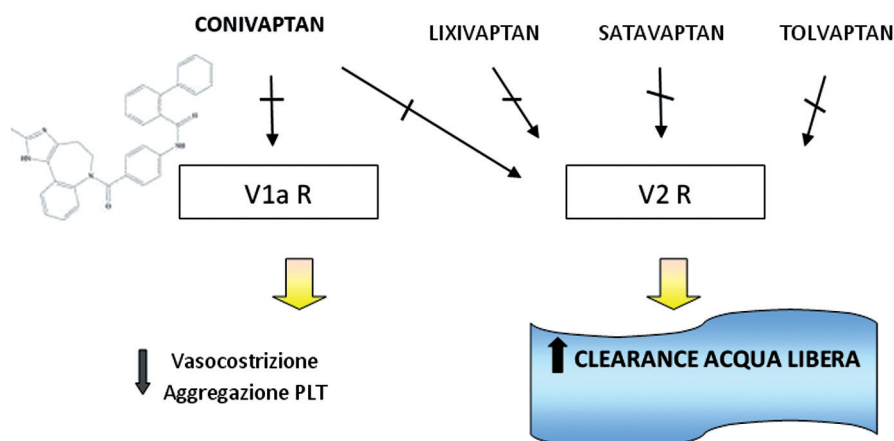 CONIVAPTAN
LIXIVAPTAN
SATAVAPTAN
TOLVAPTAN
V1a R
V2 R
Vasocostrizione
Aggregazione PLT
CLEARANCE ACQUA LIBERA